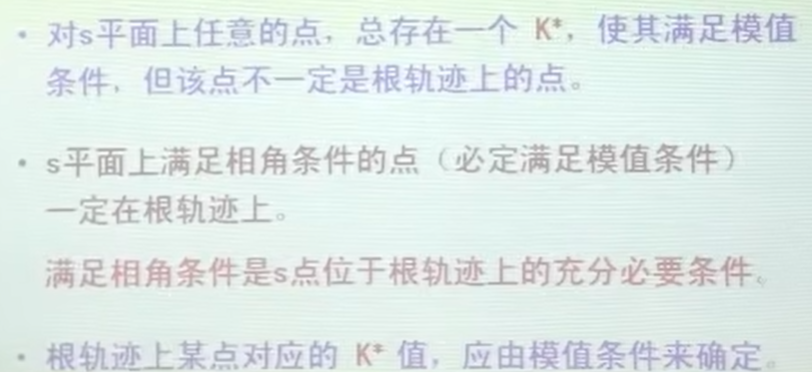 • 对s平面上任意的点，总存在一个 K*，使其满足模值
条件，但该点不一定是根轨迹上的点。
• s平面上满足相角条件的点（必定满足模值条件）
一定在根轨迹上。
满足相角条件是s点位于根轨迹上的充分必要条件。
• 根轨迹上某点对应的 K* 值，应由模值条件来确定。